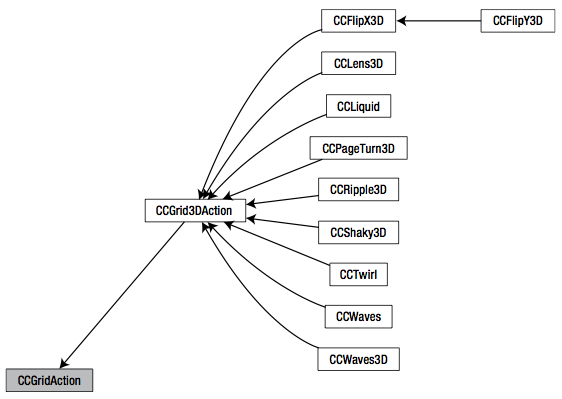 CCFlipX3D
CCFlipY3D
CCLens3D
CCLiquid
CCPageTurn3D
CCRipple3D
CCGrid3DAction
CCShaky3D
CCTwirl
CCWaves
CCWaves3D
CCGridAction